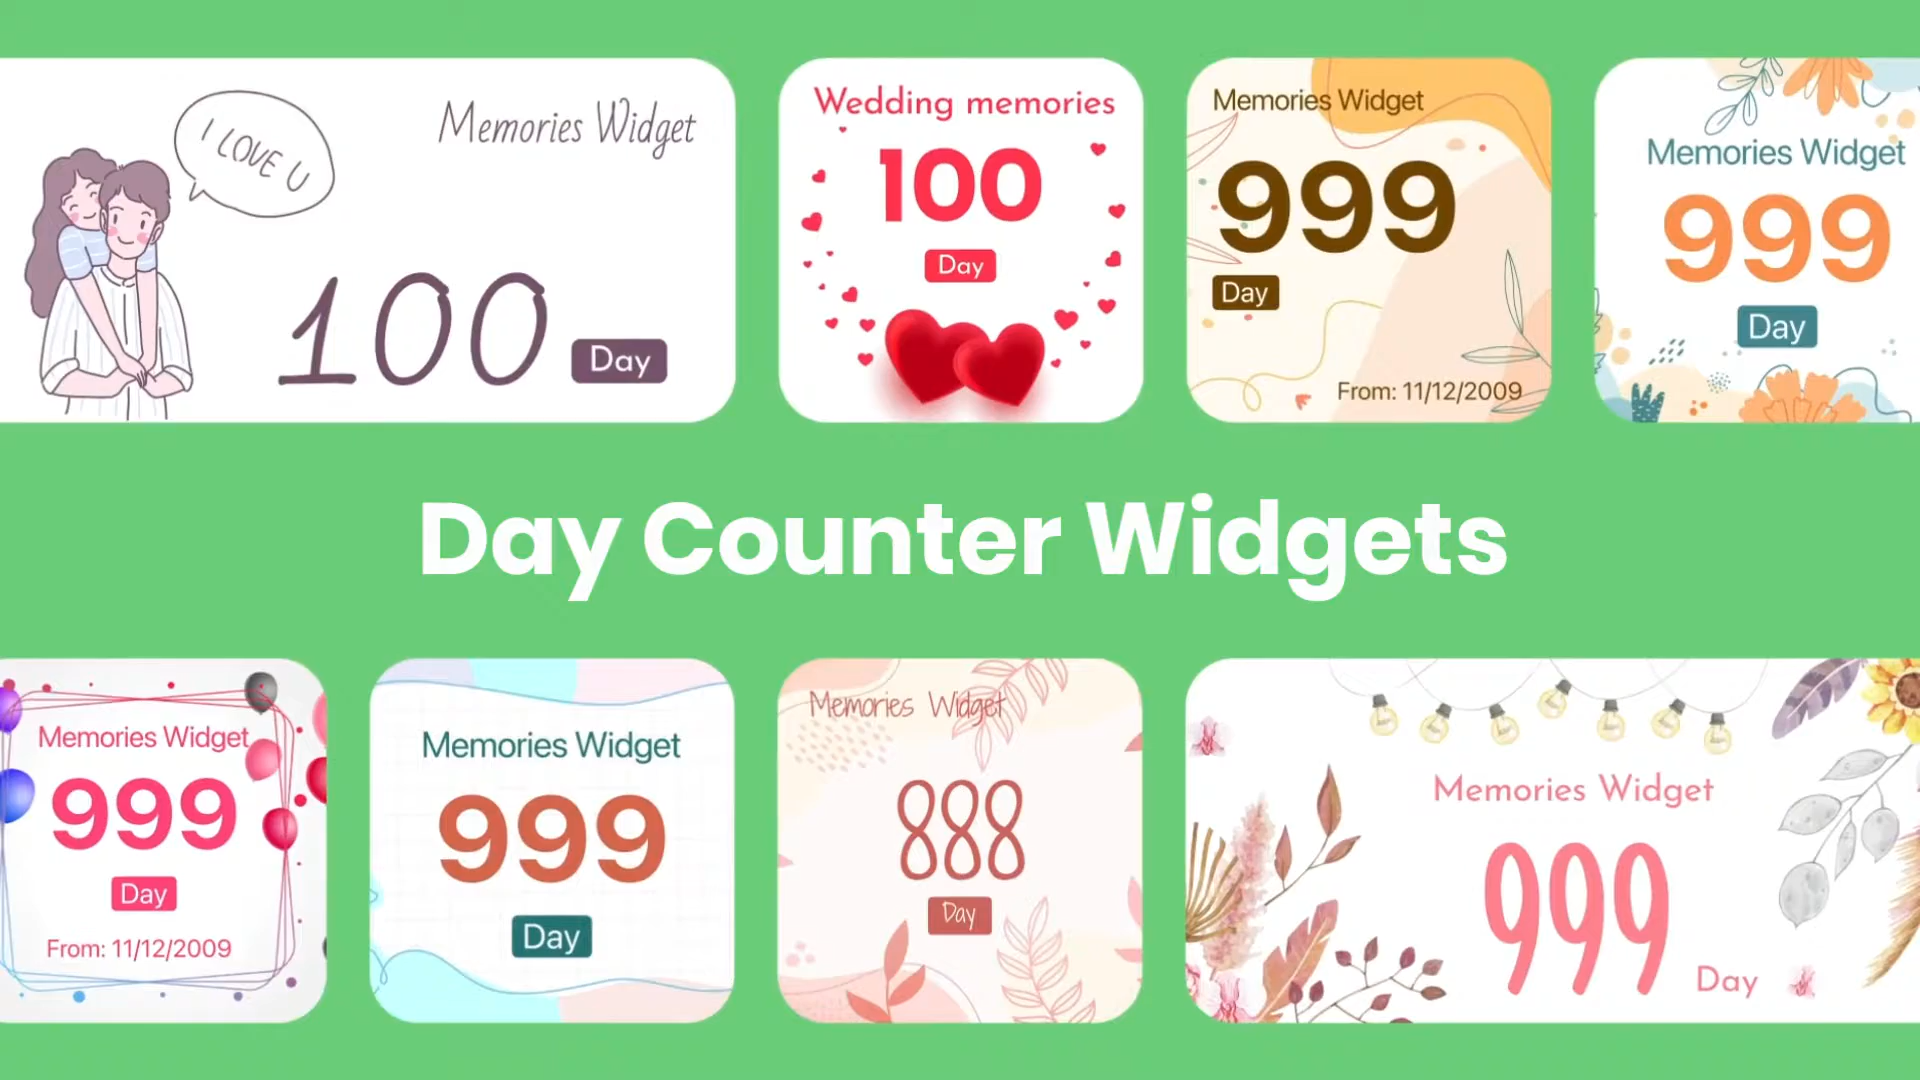 I LOVE U
Memories Widget
100 Day
Wedding memories
100
Day
Memories Widget
999
Day
From: 11/12/2009
Memories Widget
999
Day
Day Counter Widgets
Memories Widget
999
Day
From: 11/12/2009
Memories Widget
999
Day
Memories Widget
888
Day
Memories Widget
999 Day